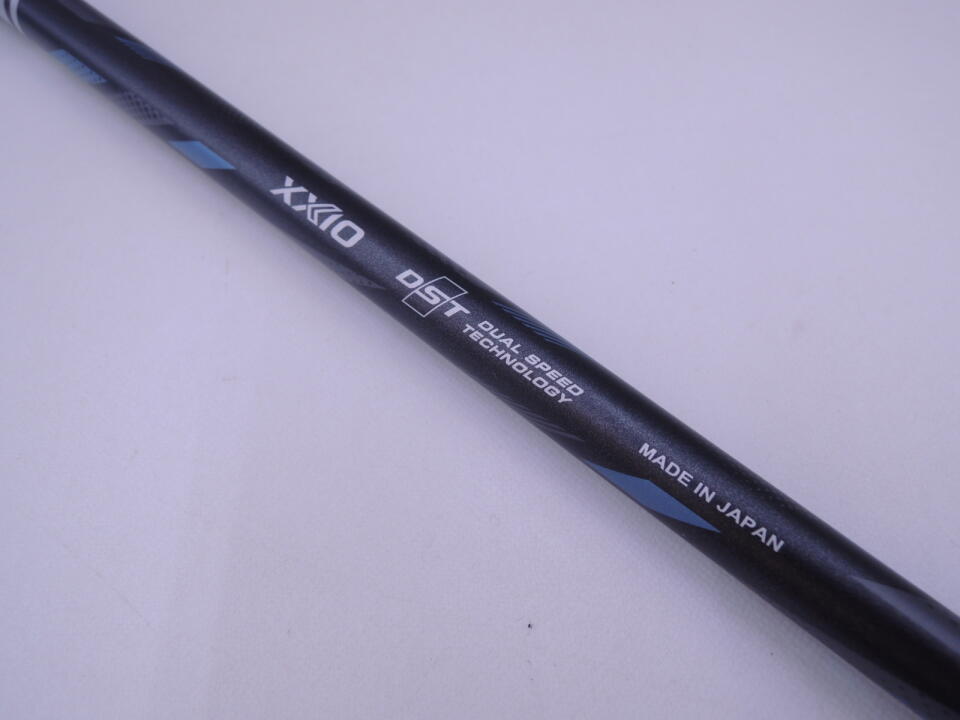 XXIO
DST
DUAL SPEED
TECHNOLOGY
MADE IN JAPAN